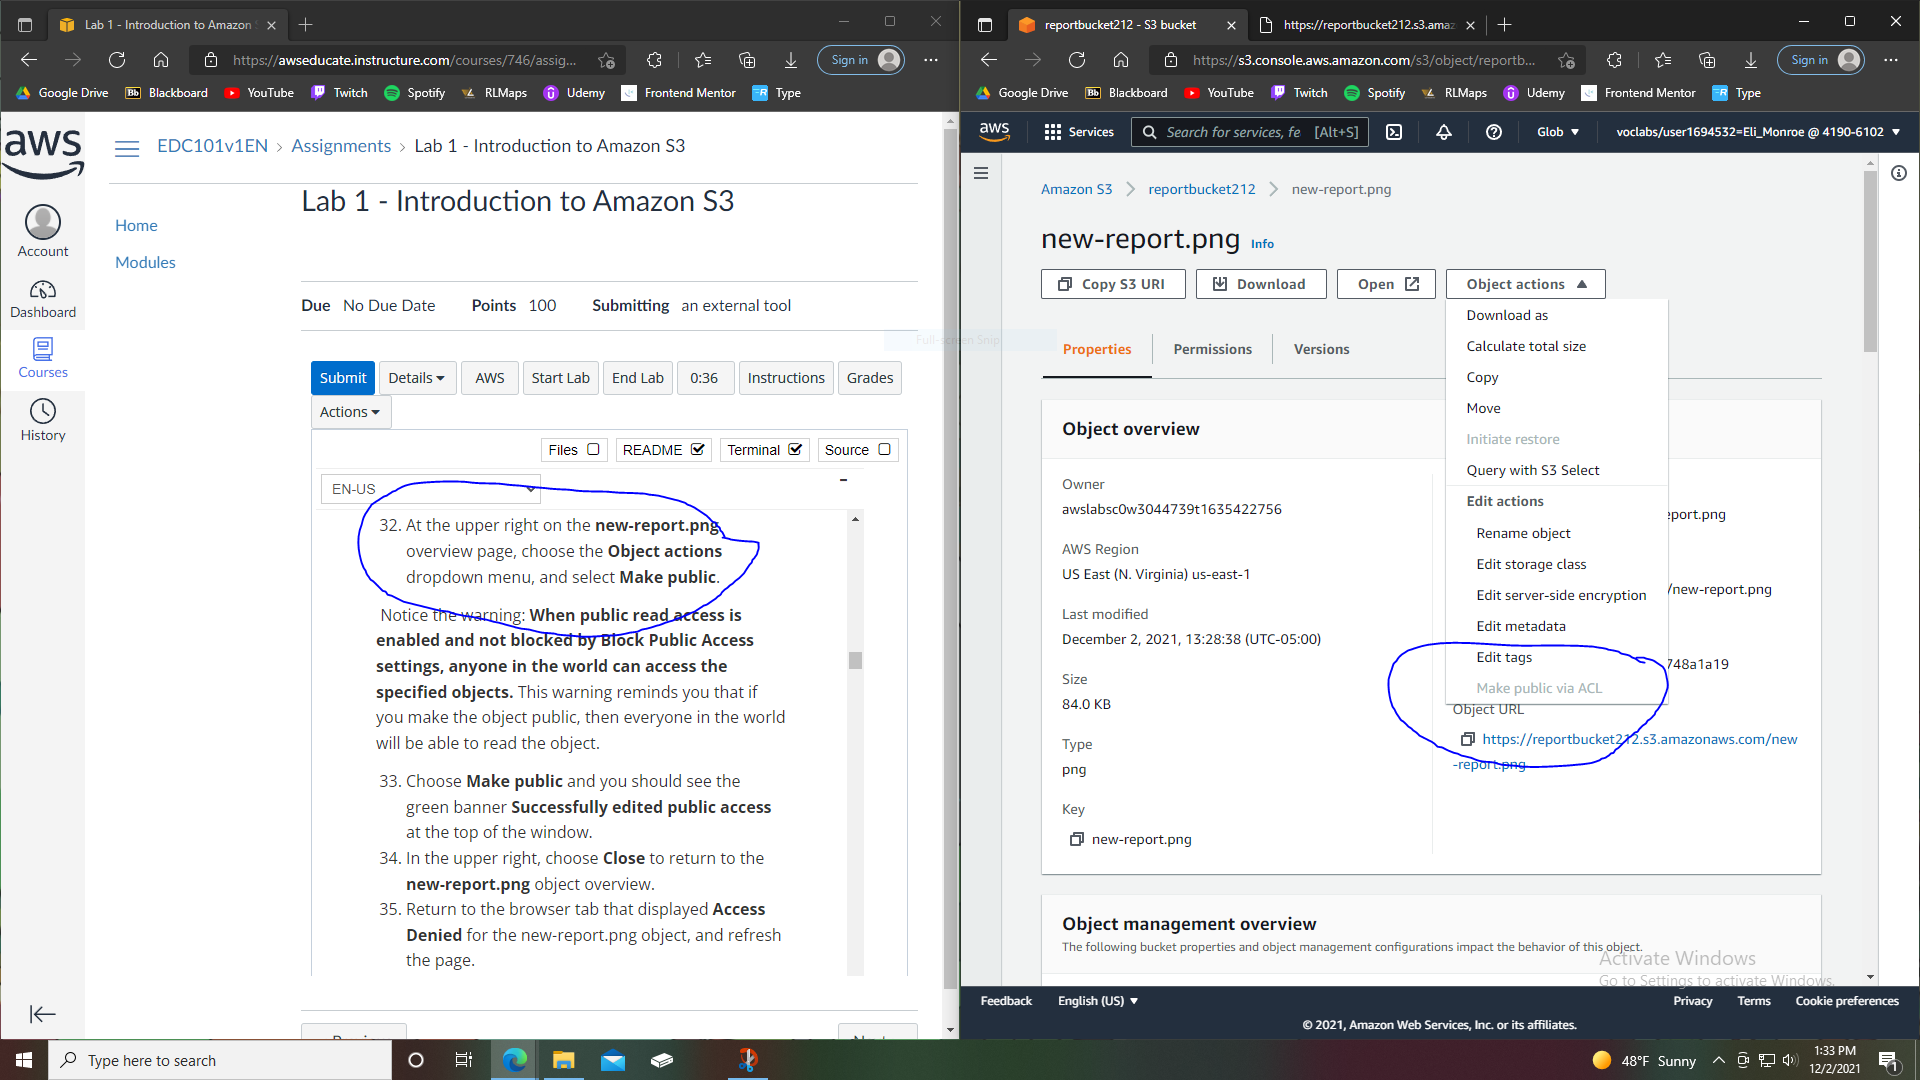 Lab 1 - Introduction to Amazon S
https://awseducate.instructure.com/courses/746/assig...
Sign in
Google Drive
Blackboard
YouTube
Twitch
Spotify
RLMaps
Udemy
Frontend Mentor
Type
aws
Account
Dashboard
Courses
History
EDC101v1EN > Assignments > Lab 1 - Introduction to Amazon S3
Home
Modules
Lab 1 - Introduction to Amazon S3
Due No Due Date Points 100 Submitting an external tool
Submit Details AWS Start Lab End Lab 0:36 Instructions Grades
Actions
Files README Terminal Source
EN-US
32. At the upper right on the new-report.png
overview page, choose the Object actions
dropdown menu, and select Make public.
Notice the warning: When public read access is
enabled and not blocked by Block Public Access
settings, anyone in the world can access the
specified objects. This warning reminds you that if
you make the object public, then everyone in the world
will be able to read the object.
33. Choose Make public and you should see the
green banner Successfully edited public access
at the top of the window.
34. In the upper right, choose Close to return to the
new-report.png object overview.
35. Return to the browser tab that displayed Access
Denied for the new-report.png object, and refresh
the page.
Full-screen Snip
reportbucket212 - S3 bucket
https://reportbucket212.s3.amaz
https://s3.console.aws.amazon.com/s3/object/reportb...
Sign in
Google Drive
Bb Blackboard
YouTube
Twitch
Spotify
RLMaps
Udemy
Frontend Mentor
Type
aws Services Search for services, fe [Alt+S] Glob voclabs/user1694532=Eli_Monroe @ 4190-6102
Amazon S3 > reportbucket212 > new-report.png
new-report.png Info
Copy S3 URI Download Open Object actions
Download as
Calculate total size
Copy
Move
Initiate restore
Query with S3 Select
Edit actions
Rename object
Edit storage class
Edit server-side encryption
Edit metadata
Edit tags
Make public via ACL
Properties Permissions Versions
Object overview
Owner
awslabsc0w3044739t1635422756
AWS Region
US East (N. Virginia) us-east-1
Last modified
December 2, 2021, 13:28:38 (UTC-05:00)
Size
84.0 KB
Type
png
Key
new-report.png
port.png
/new-report.png
748a1a19
Object URL
https://reportbucket212.s3.amazonaws.com/new
-report.png
Object management overview
The following bucket properties and object management configurations impact the behavior of this object.
Activate Windows
Go to Settings to activate Windows.
Feedback English (US) Privacy Terms Cookie preferences
© 2021, Amazon Web Services, Inc. or its affiliates.
Type here to search
48°F Sunny
1:33 PM
12/2/2021
1